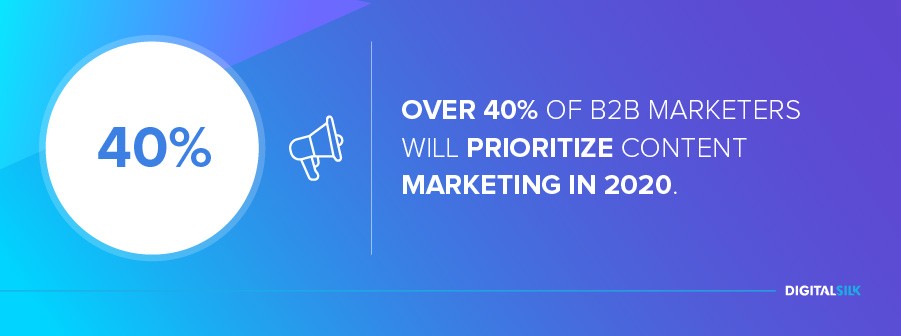 40%
OVER 40% OF B2B MARKETERS
WILL PRIORITIZE CONTENT
MARKETING IN 2020.
DIGITALSILK